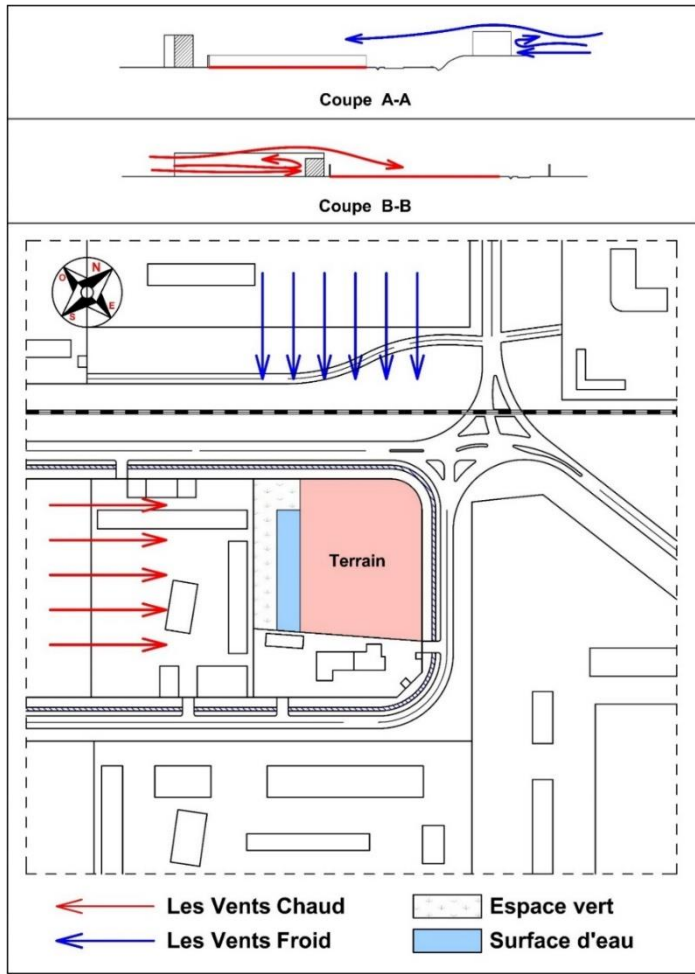 Coupe A-A
Coupe B-B
N
O
E
S
Terrain
Les Vents Chaud
Espace vert
Les Vents Froid
Surface d'eau